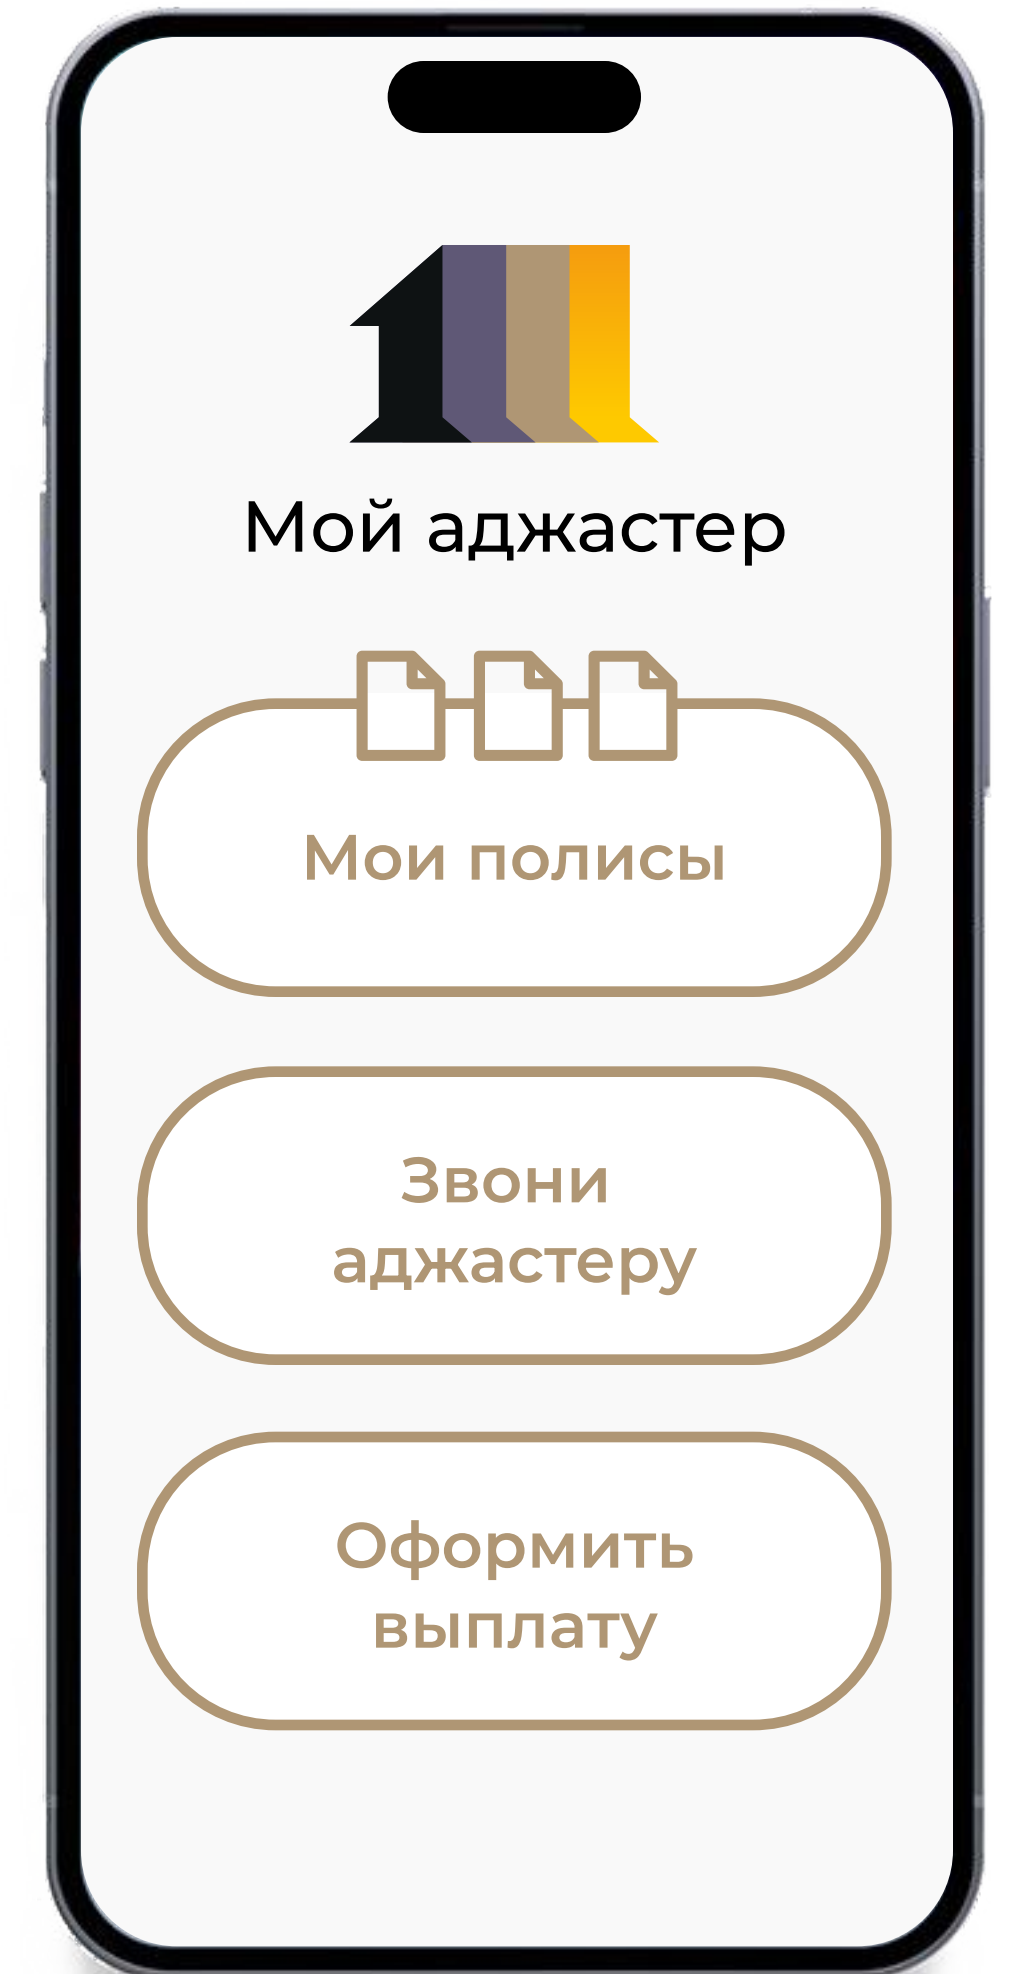 Мой аджастер
Мои полисы
Звони
аджастеру
Оформить
выплату